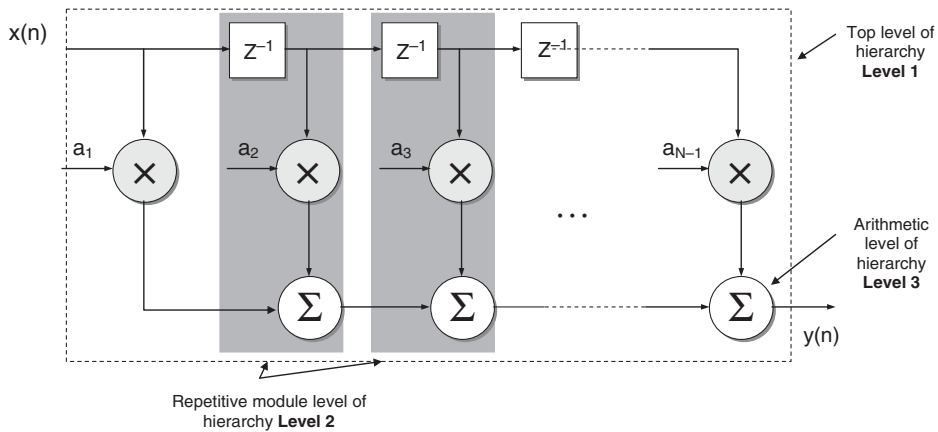 x(n)
Z−1
Z−1
Z−1
Top level of
hierarchy
Level 1
a1
×
a2
×
a3
×
aN−1
×
...
Arithmetic
level of
hierarchy
Level 3
Σ
Σ
Σ
y(n)
Repetitive module level of
hierarchy Level 2